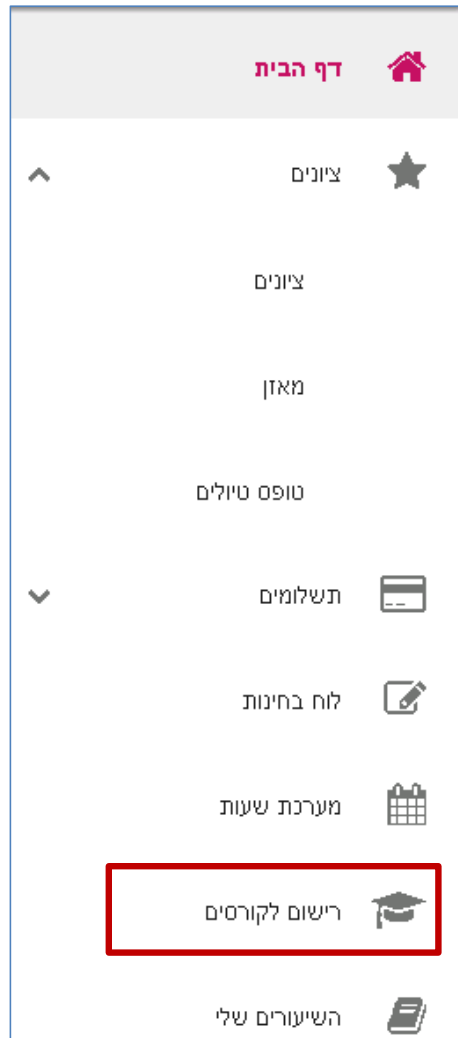 דף הבית
ציונים
ציונים
מאזן
טופס טיולים
תשלומים
לוח בחינות
מערכת שעות
רישום לקורסים
השיעורים שלי